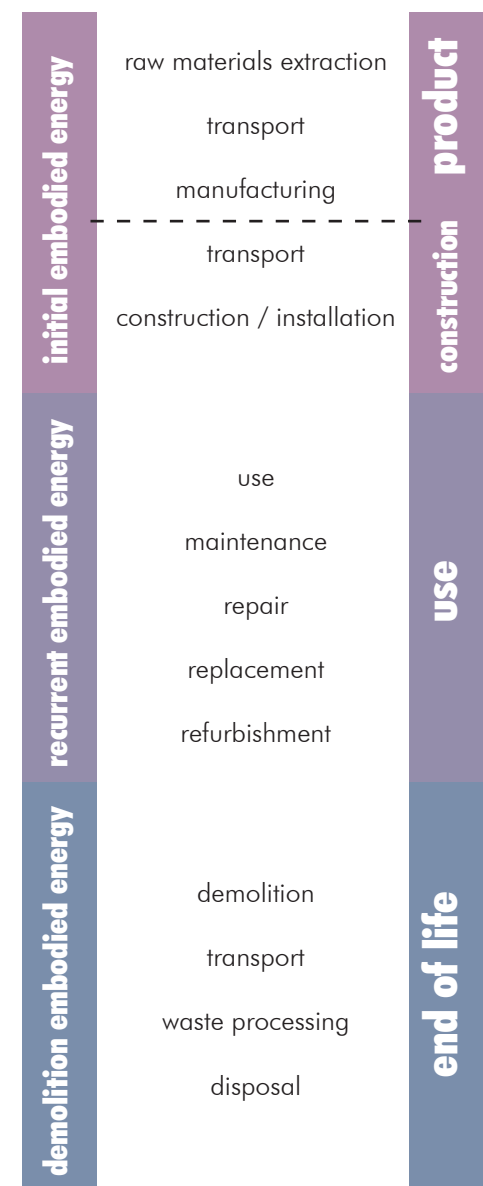 initial embodied energy
raw materials extraction
transport
manufacturing
product
transport
construction / installation
construction
recurrent embodied energy
use
maintenance
repair
replacement
refurbishment
use
demolition embodied energy
demolition
transport
waste processing
disposal
end of life